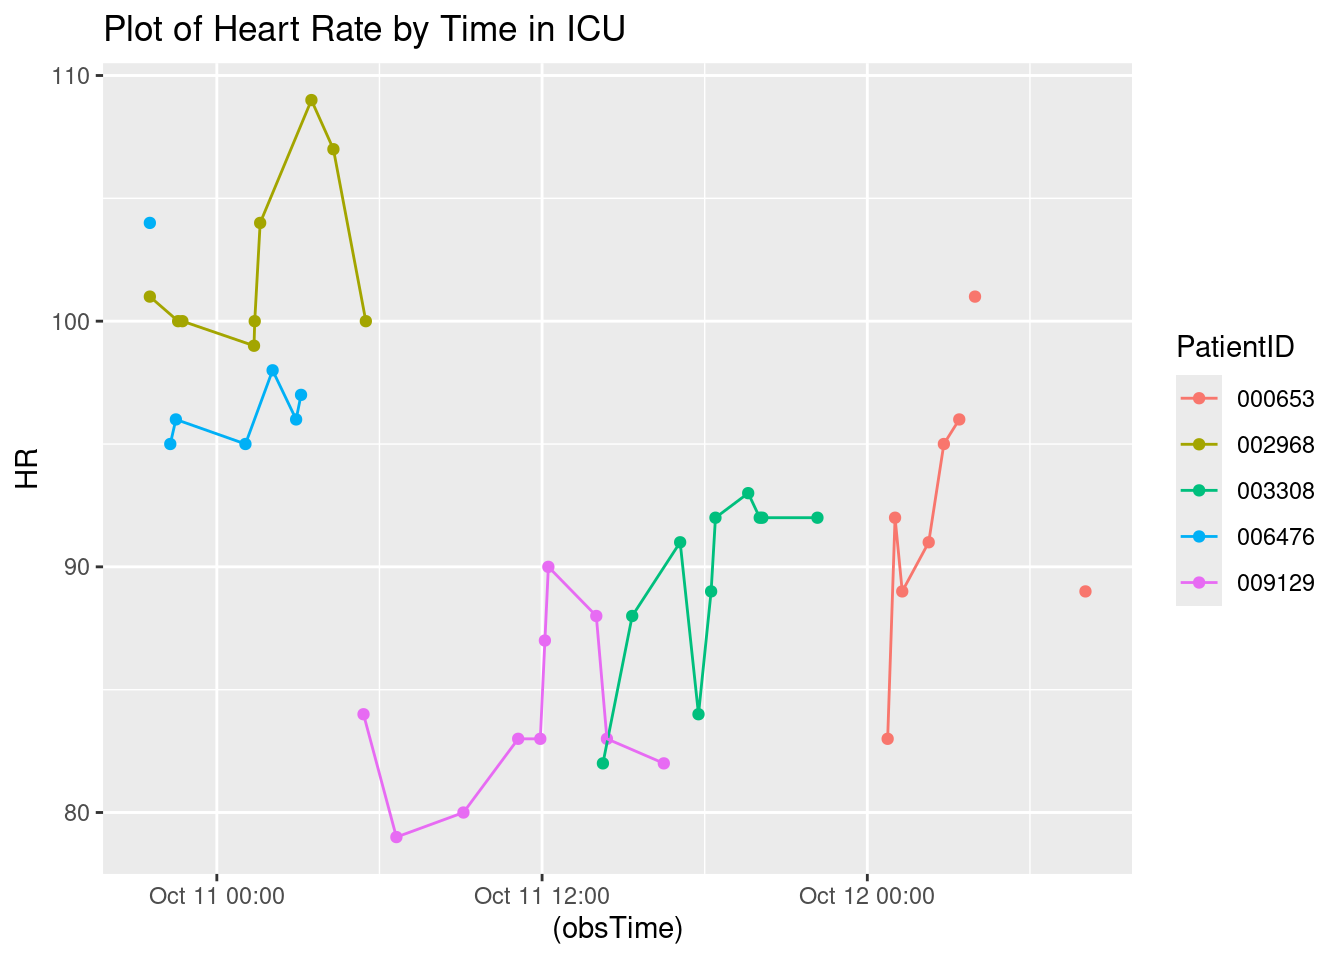 Plot of Heart Rate by Time in ICU
110
100
90
80
HR
Oct 11 00:00
Oct 11 12:00
Oct 12 00:00
(obsTime)
PatientID
000653
002968
003308
006476
009129